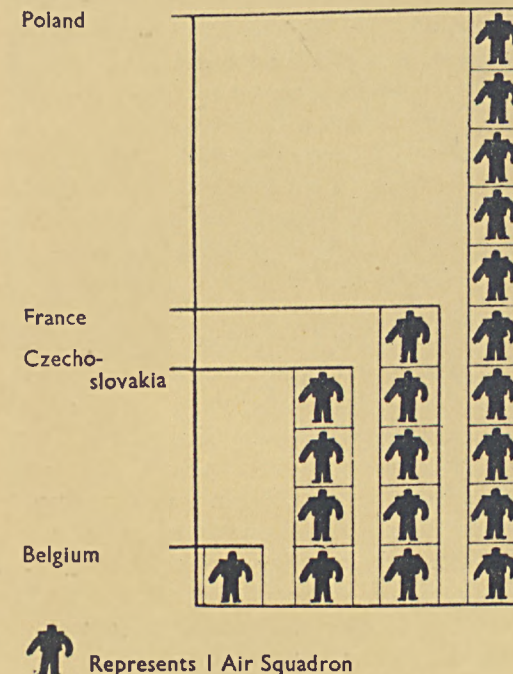 Poland
France
Czecho-
slovakia
Belgium
Represents 1 Air Squadron